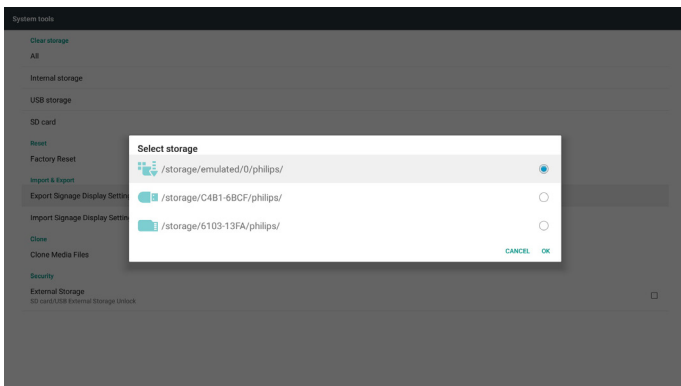 System tools
Clear storage
All
Internal storage
USB storage
SD card
Reset
Factory Reset
Import & Export
Export Signage Display Settin
Import Signage Display Settin
Clone
Clone Media Files
Security
External Storage
SD card/USB External Storage Unlock
Select storage
/storage/emulated/0/philips/
/storage/C4B1-6BCF/philips/
/storage/6103-13FA/philips/
CANCEL OK